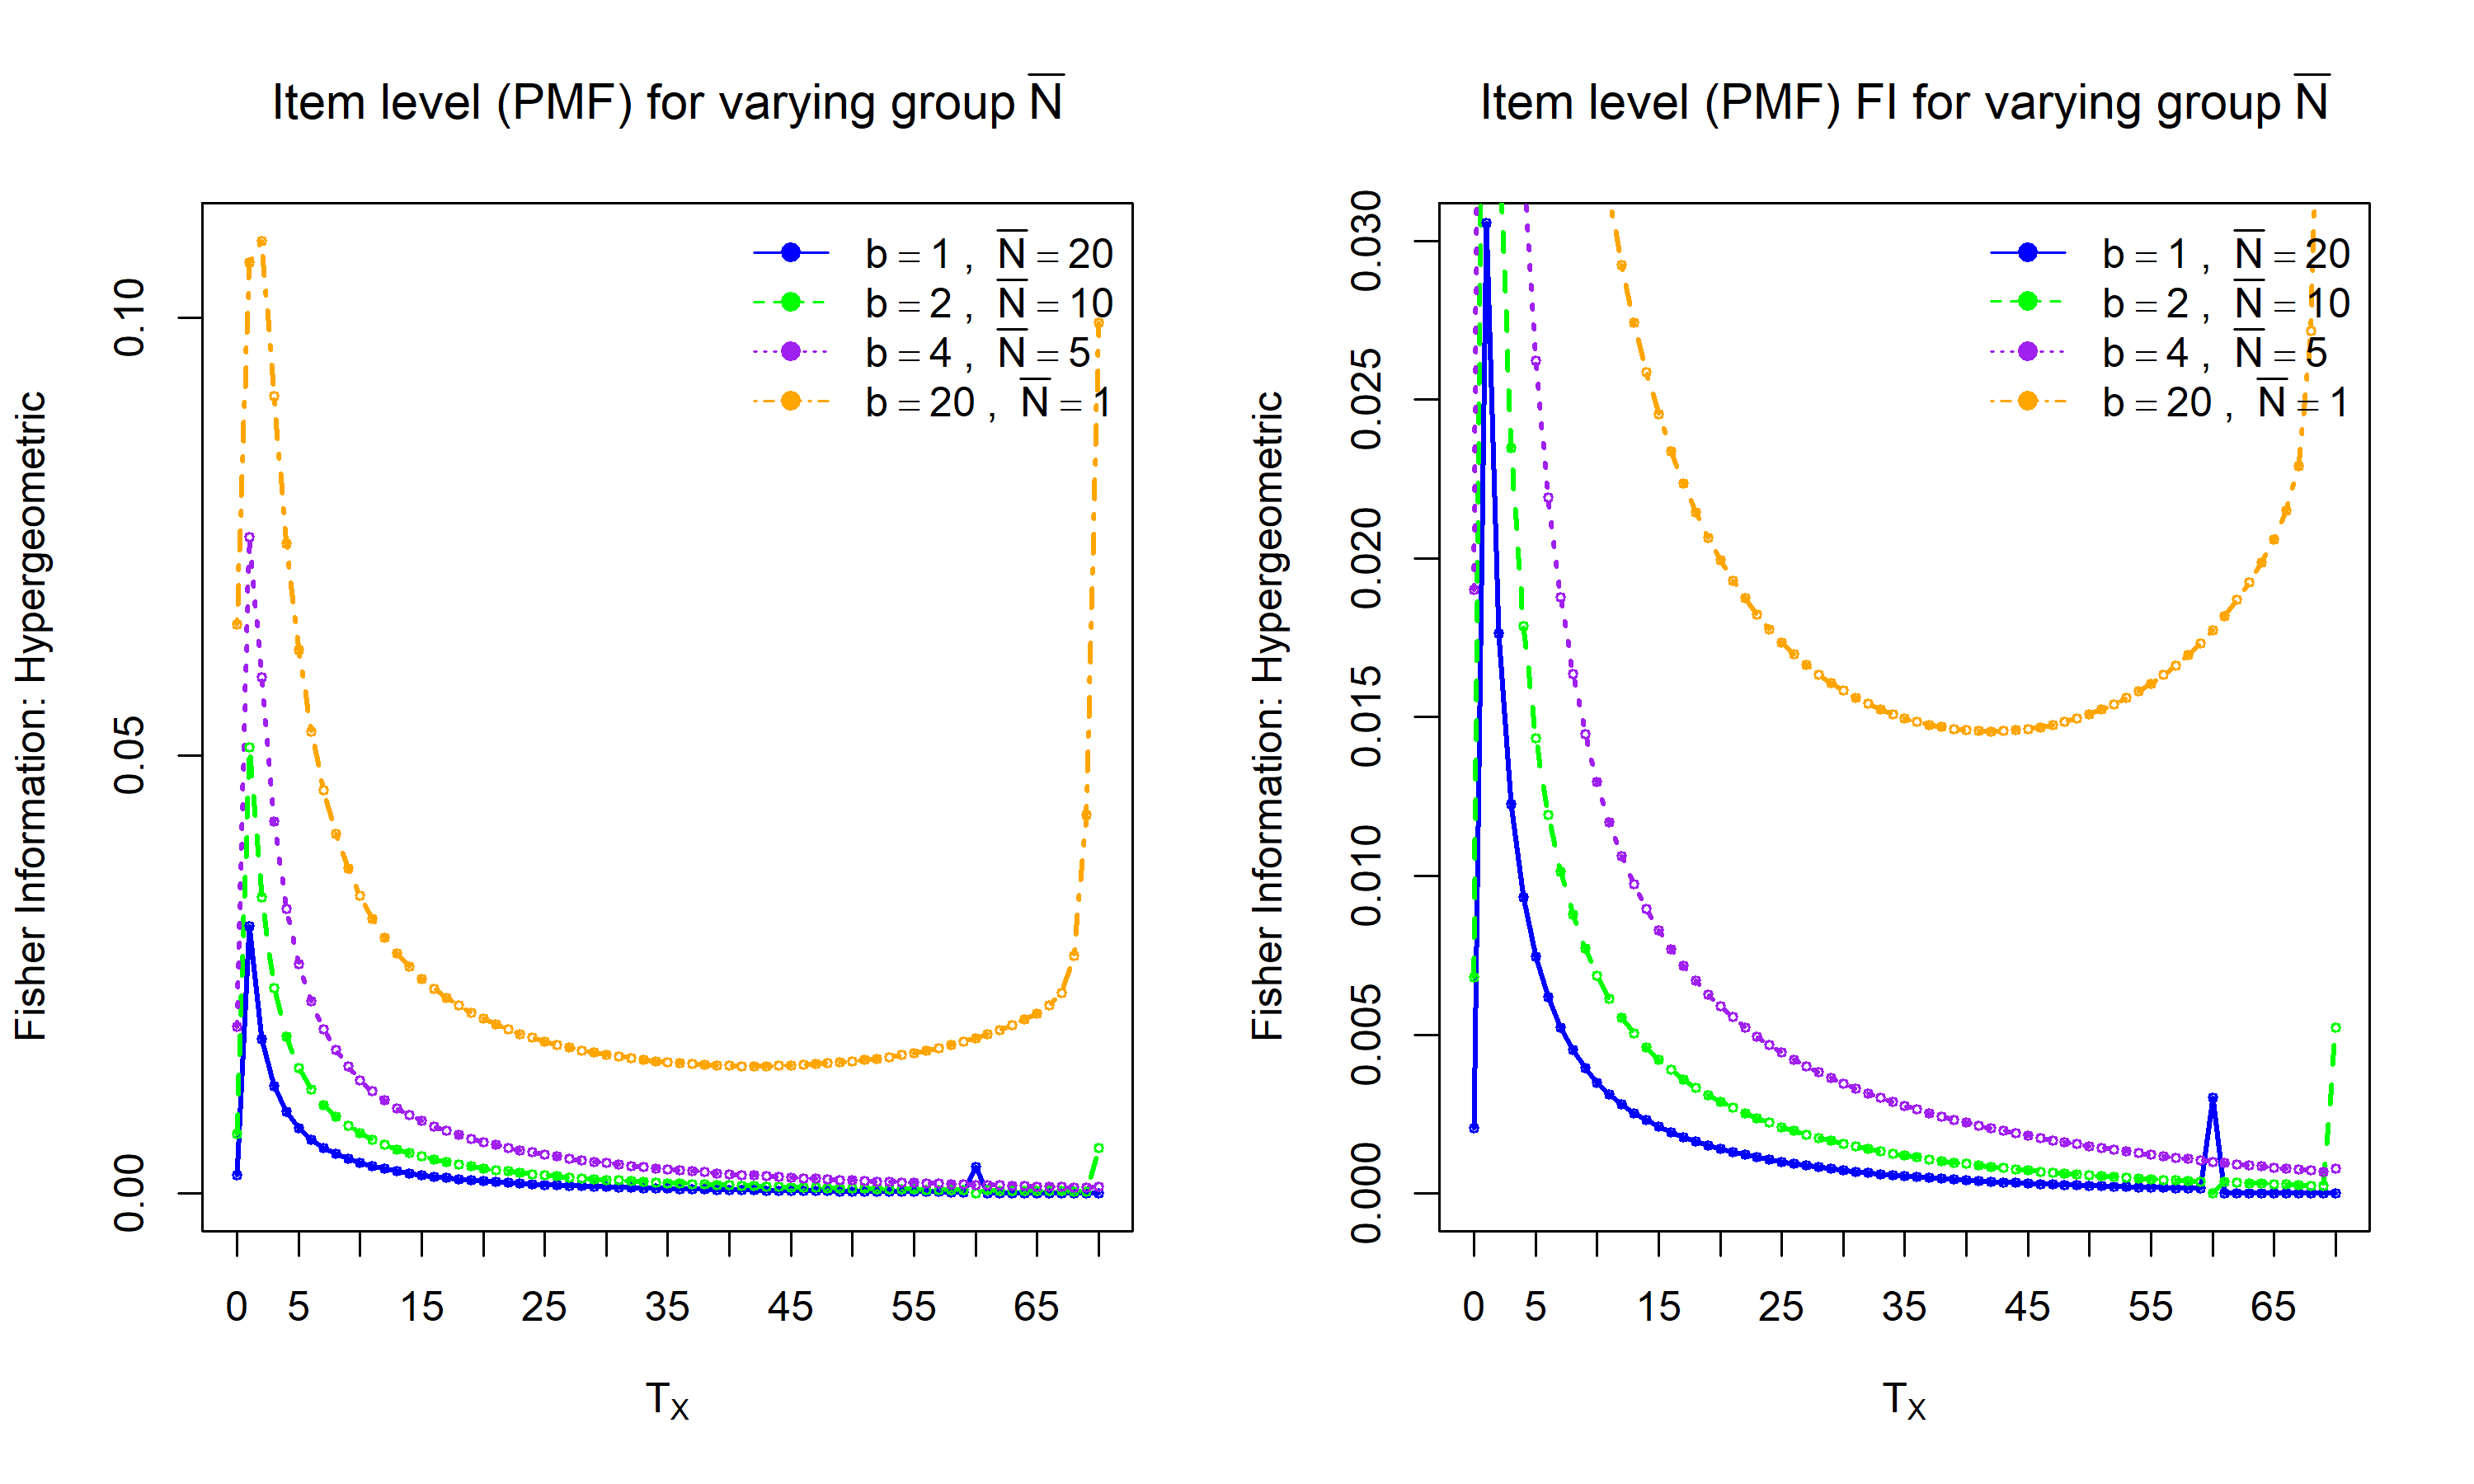 Item level (PMF) for varying group N̅
Fisher Information: Hypergeometric
0.10
0.05
0.00
b = 1 , N̅ = 20
b = 2 , N̅ = 10
b = 4 , N̅ = 5
b = 20 , N̅ = 1
0 5 15 25 35 45 55 65
T_X
Item level (PMF) FI for varying group N̅
Fisher Information: Hypergeometric
0.030
0.025
0.020
0.015
0.010
0.005
0.000
b = 1 , N̅ = 20
b = 2 , N̅ = 10
b = 4 , N̅ = 5
b = 20 , N̅ = 1
0 5 15 25 35 45 55 65
T_X